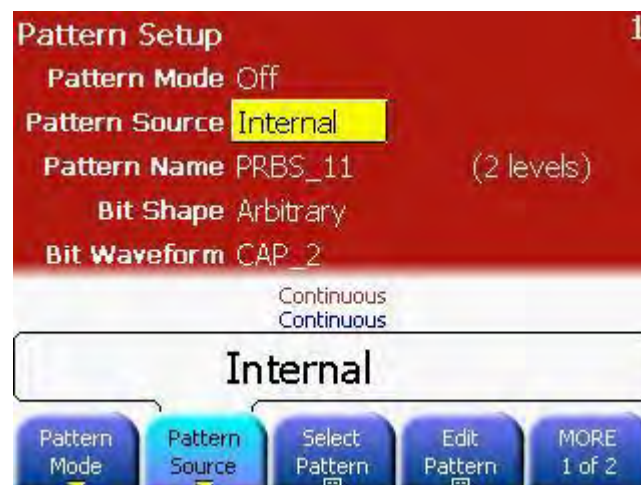 Pattern Setup 1
Pattern Mode Off
Pattern Source Internal
Pattern Name PRBS_11 (2 levels)
Bit Shape Arbitrary
Bit Waveform CAP_2
Continuous
Continuous
Internal
Pattern Mode
Pattern Source
Select Pattern
Edit Pattern
MORE 1 of 2